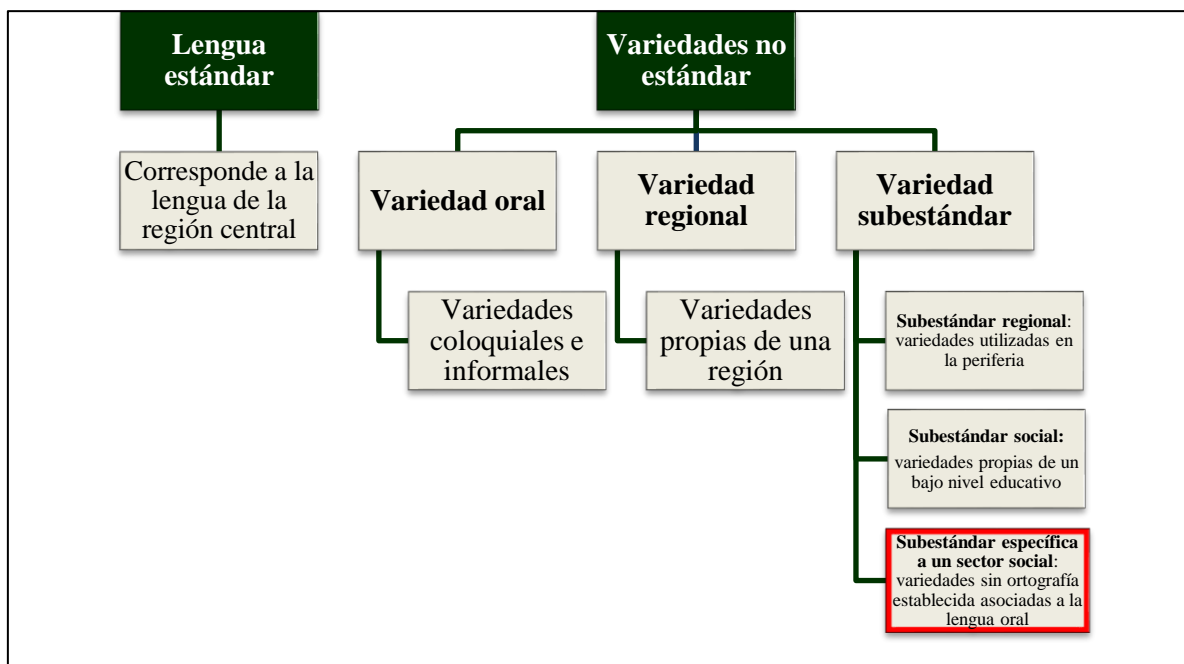 Lengua
estándar
Variedades no
estándar
Corresponde a la
lengua de la
región central
Variedad oral
Variedad
regional
Variedad
subestándar
Variedades
coloquiales e
informales
Variedades
propias de una
región
Subestándar regional:
variedades utilizadas en
la periferia
Subestándar social:
variedades propias de un
bajo nivel educativo
Subestándar específica
a un sector social:
variedades sin ortografía
establecida asociadas a la
lengua oral